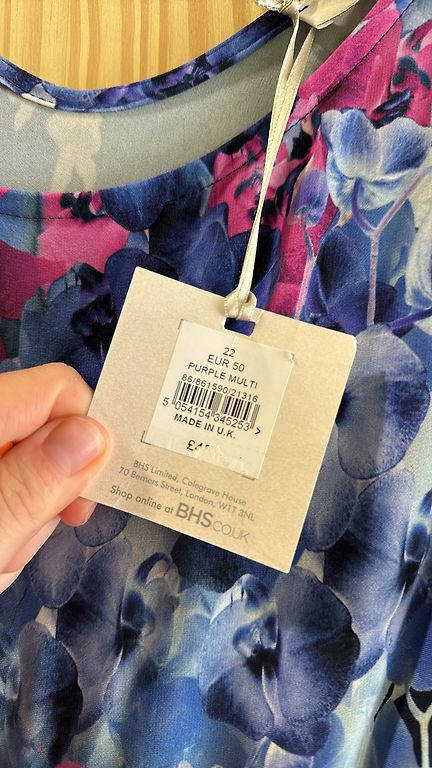 22
EUR 50
PURPLE MULTI
86/861590/21316
5 054154 345253 >
MADE IN U.K.
BHS Limited, Colegrave House
70 Berners Street, London, W1T 3NL
Shop online at BHS.CO.UK